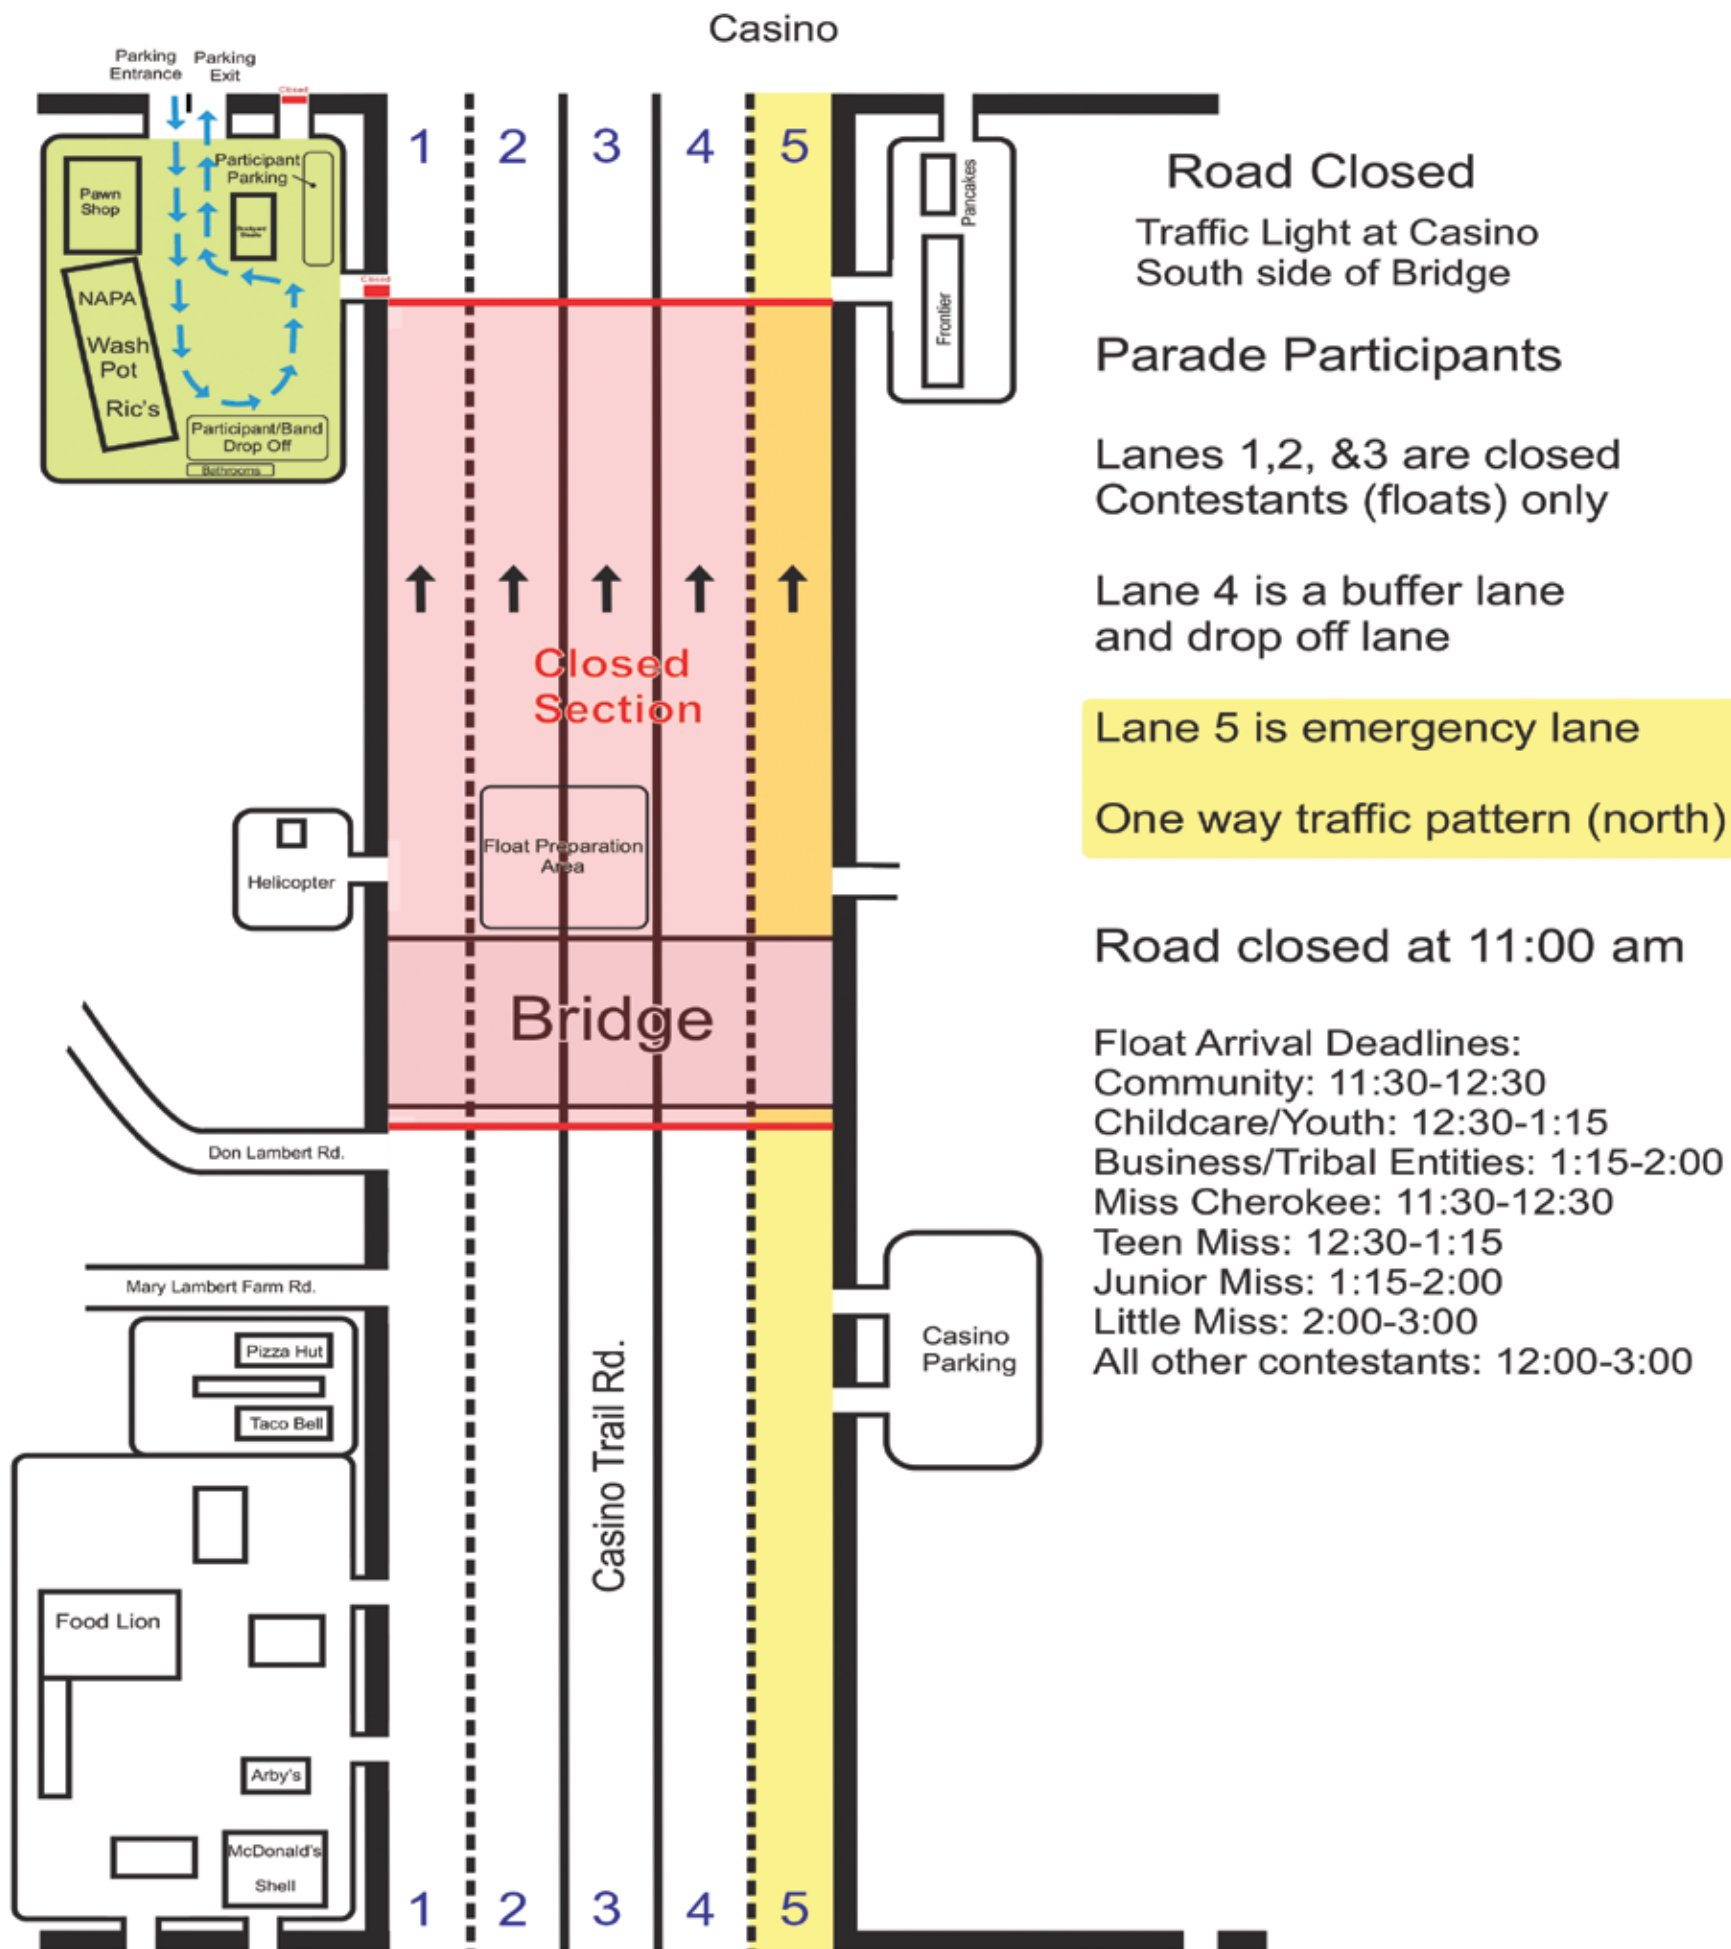 Casino
Parking
Entrance
Parking
Exit
Closed
1
2
3
4
5
Participant
Parking
Pawn
Shop
Pancakes
Frontier
Closed
NAPA
Wash
Pot
Ric's
Participant/Band
Drop Off
Bathrooms
Road Closed
Traffic Light at Casino
South side of Bridge
Parade Participants
Lanes 1,2, &3 are closed
Contestants (floats) only
Lane 4 is a buffer lane
and drop off lane
Lane 5 is emergency lane
One way traffic pattern (north)
Closed
Section
Float Preparation
Area
Helicopter
Bridge
Road closed at 11:00 am
Float Arrival Deadlines:
Community: 11:30-12:30
Childcare/Youth: 12:30-1:15
Business/Tribal Entities: 1:15-2:00
Miss Cherokee: 11:30-12:30
Teen Miss: 12:30-1:15
Junior Miss: 1:15-2:00
Little Miss: 2:00-3:00
All other contestants: 12:00-3:00
Don Lambert Rd.
Mary Lambert Farm Rd.
Pizza Hut
Taco Bell
Casino
Parking
Casino Trail Rd.
Food Lion
Arby's
McDonald's
Shell
1
2
3
4
5